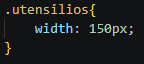 .utensilios{
    width: 150px;
}